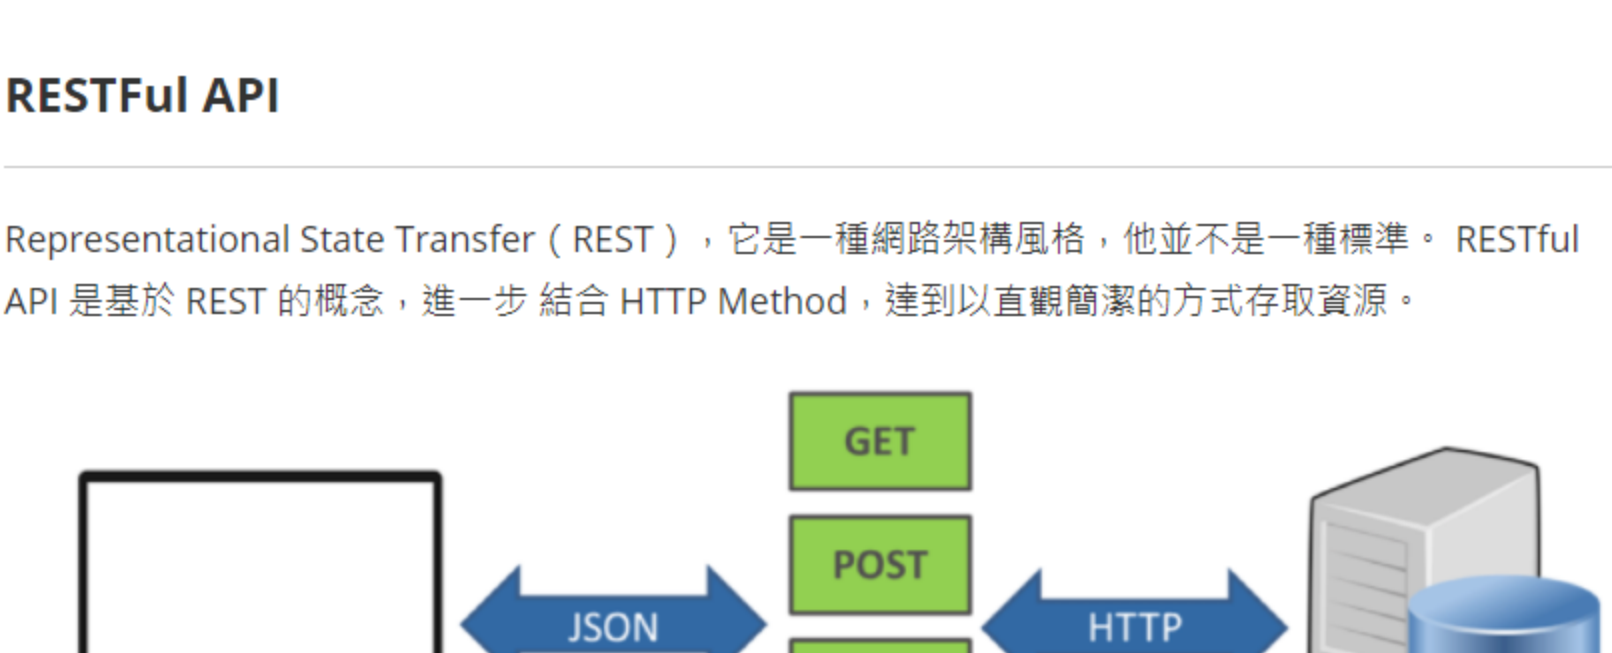 RESTFul API
Representational State Transfer（REST），它是一種網路架構風格，他並不是一種標準。 RESTful
API 是基於 REST 的概念，進一步 結合 HTTP Method，達到以直觀簡潔的方式存取資源。
GET
POST
JSON
HTTP